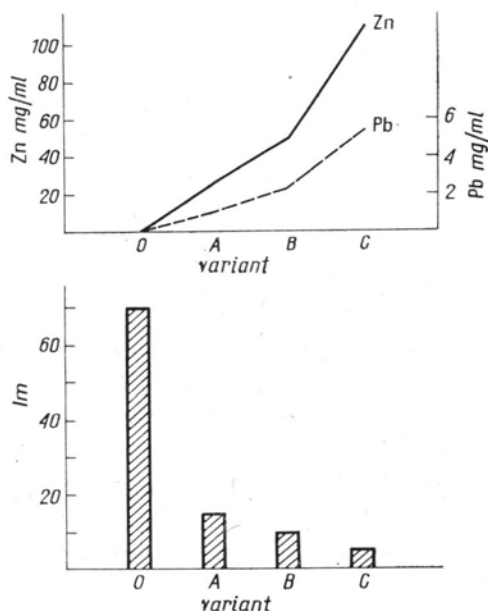 Zn mg/ml
100
80
60
40
20
Zn
Pb
6
4
2
Pb mg/ml
0 A B C
variant
Im
60
40
20
0 A B C
variant